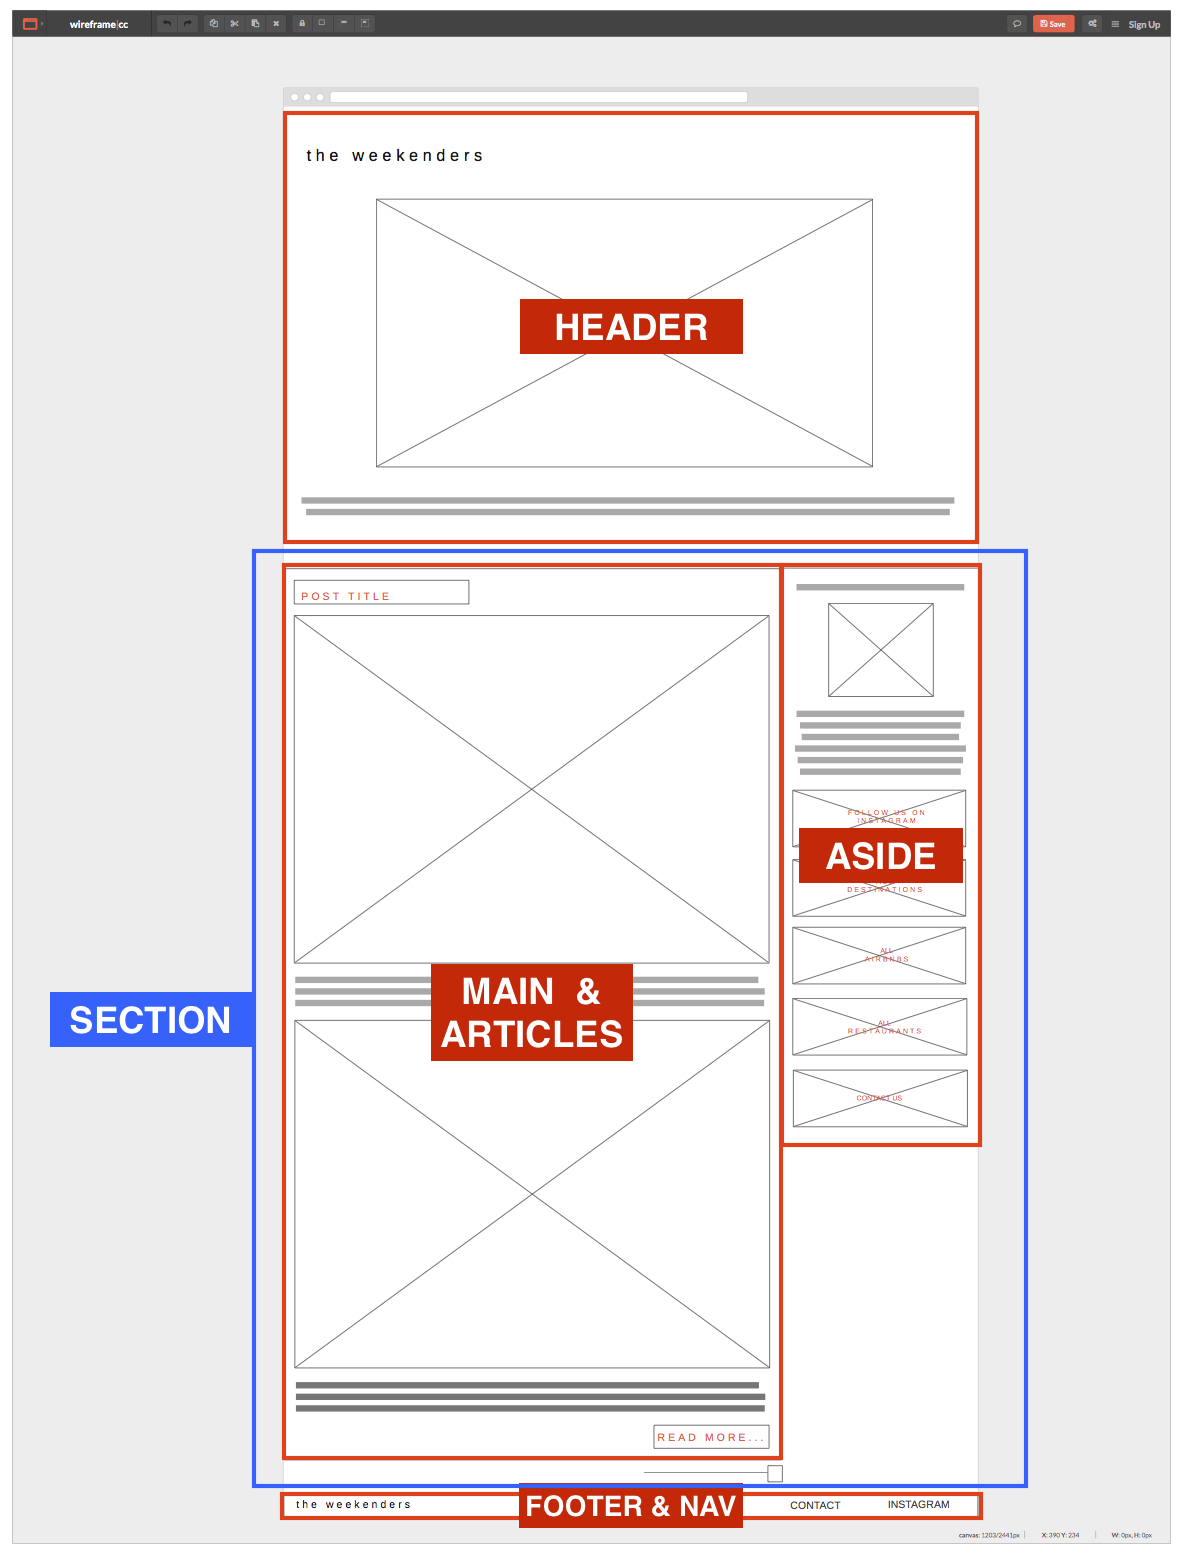 wireframe|cc
Save
Sign Up
the weekenders
HEADER
POST TITLE
FOLLOW US ON
INSTAGRAM
ASIDE
DESTINATIONS
ALL
AIRBNBS
MAIN & 
ARTICLES
SECTION
ALL
RESTAURANTS
CONTACT US
READ MORE...
the weekenders
FOOTER & NAV
CONTACT
INSTAGRAM
canvas: 1203/2441px
X: 390 Y: 234
W: 0px, H: 0px